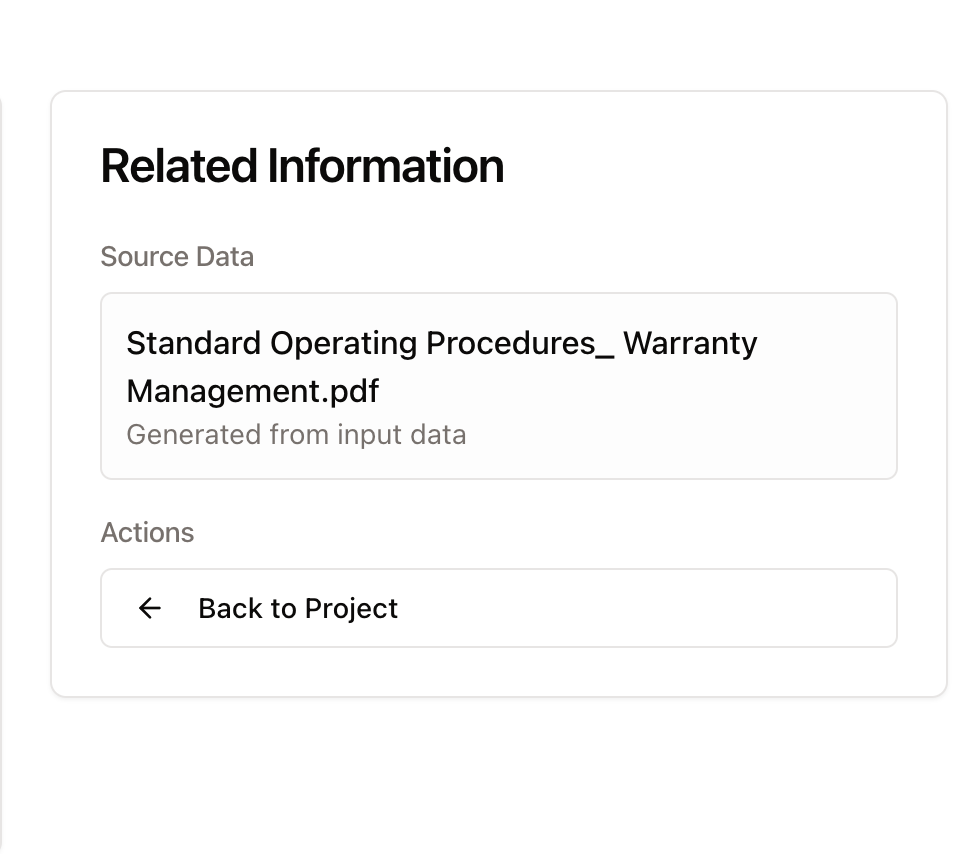 Related Information
Source Data
Standard Operating Procedures_ Warranty
Management.pdf
Generated from input data
Actions
Back to Project